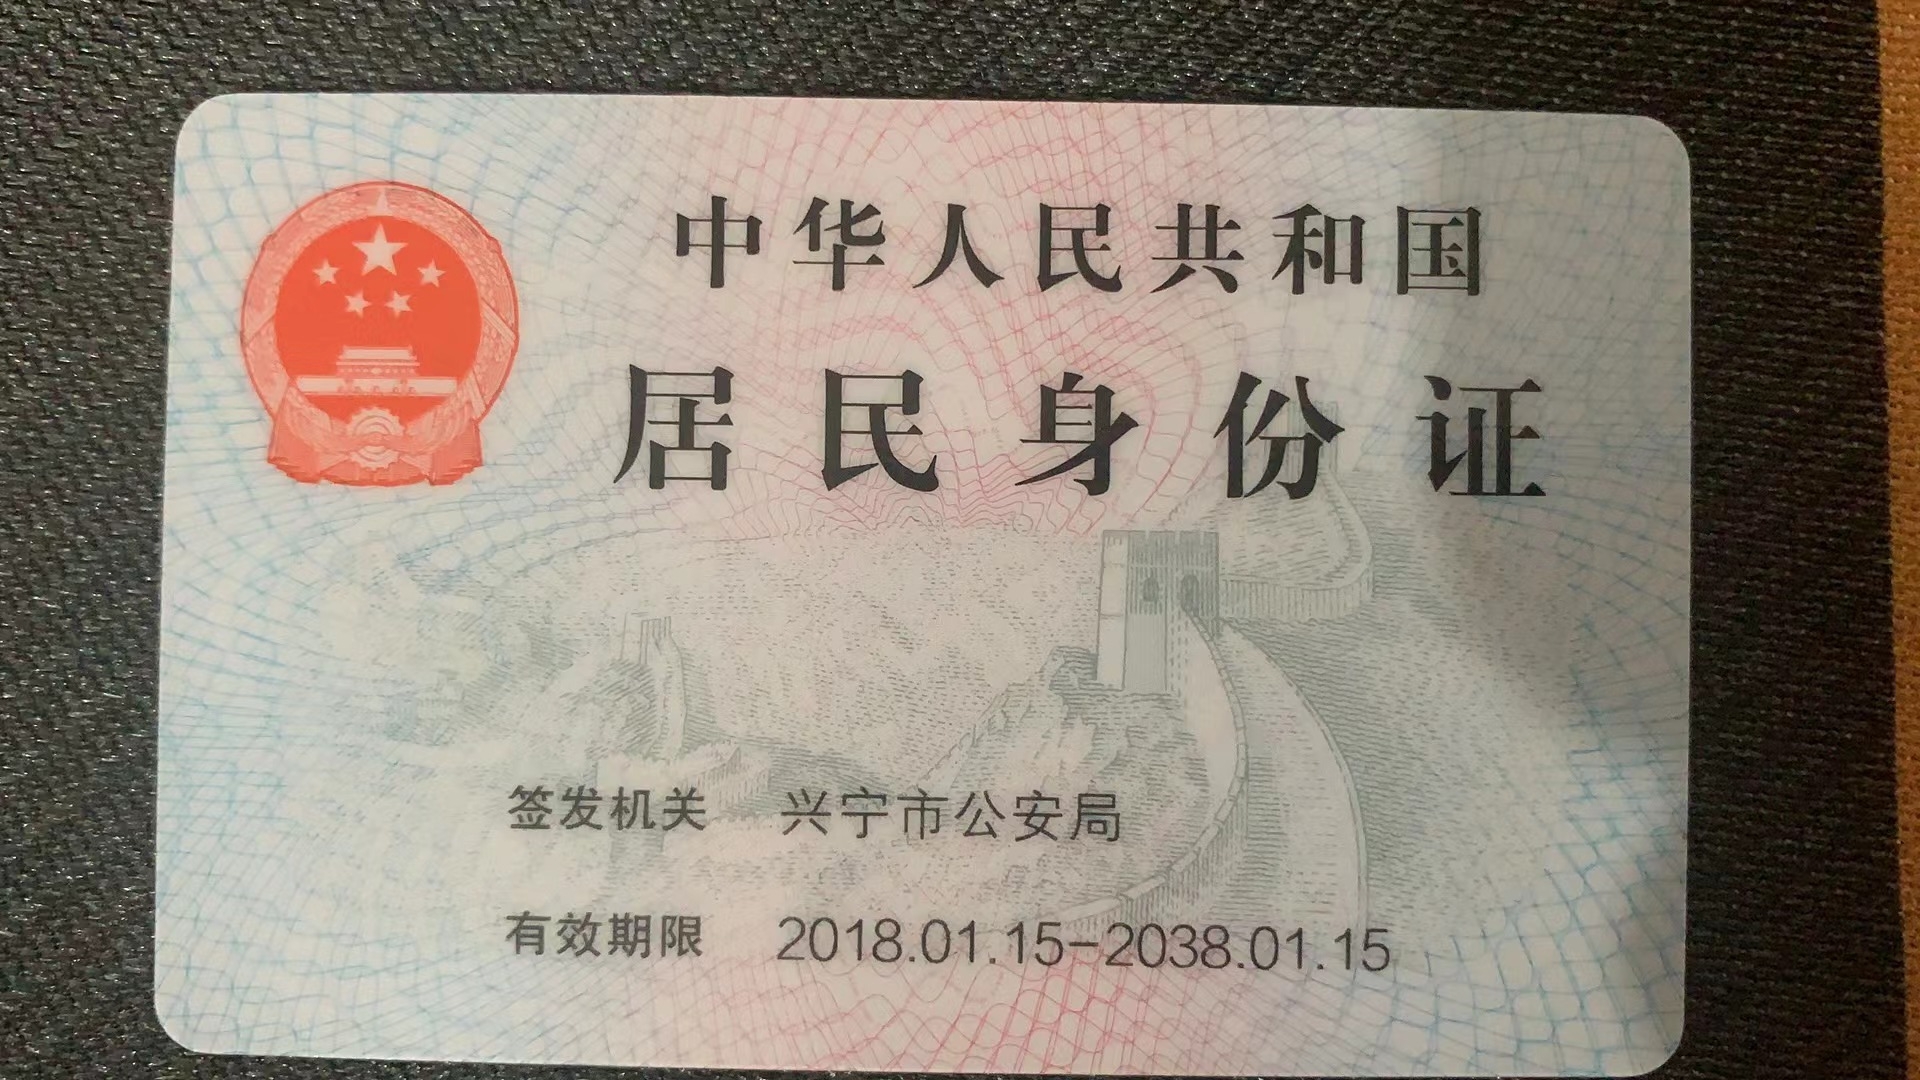 中华人民共和国
居民身份证
签发机关 兴宁市公安局
有效期限 2018.01.15-2038.01.15